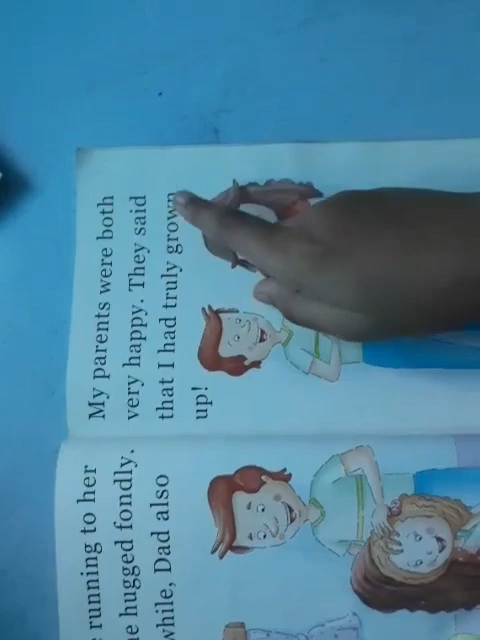 running to her
hugged fondly.
while, Dad also
My parents were both
very happy. They said
that I had truly grown
up!